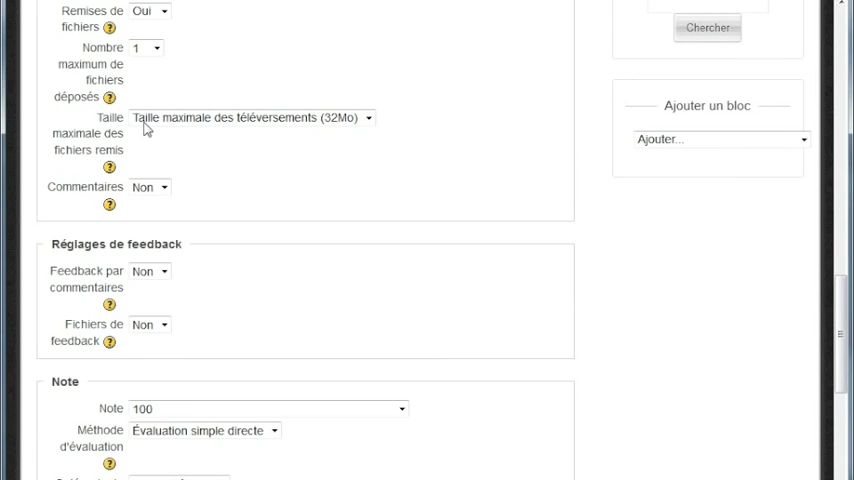 Remises de Oui
fichiers
Chercher
Nombre 1
maximum de
fichiers
déposés
Ajouter un bloc
Taille Taille maximale des téléversements (32Mo)
maximale des
fichiers remis
Ajouter...
Commentaires Non
Réglages de feedback
Feedback par Non
commentaires
Fichiers de Non
feedback
Note
Note 100
Méthode Évaluation simple directe
d'évaluation